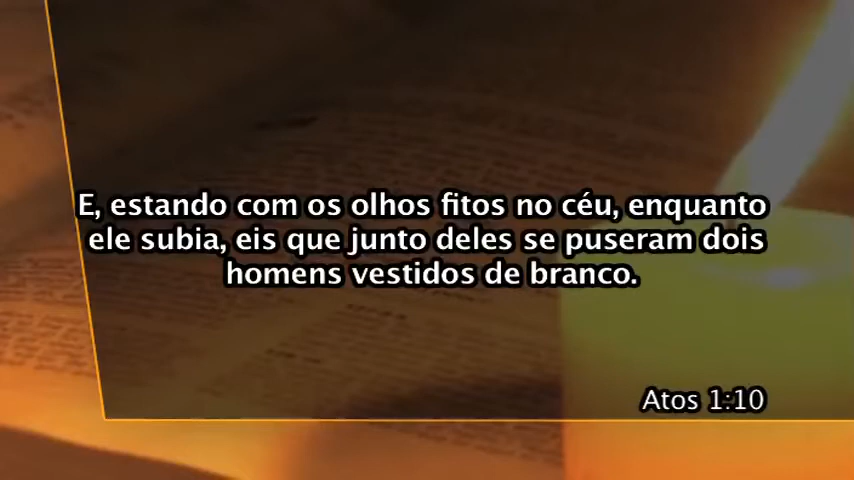 E, estando com os olhos fitos no céu, enquanto
ele subia, eis que junto deles se puseram dois
homens vestidos de branco.
Atos 1:10